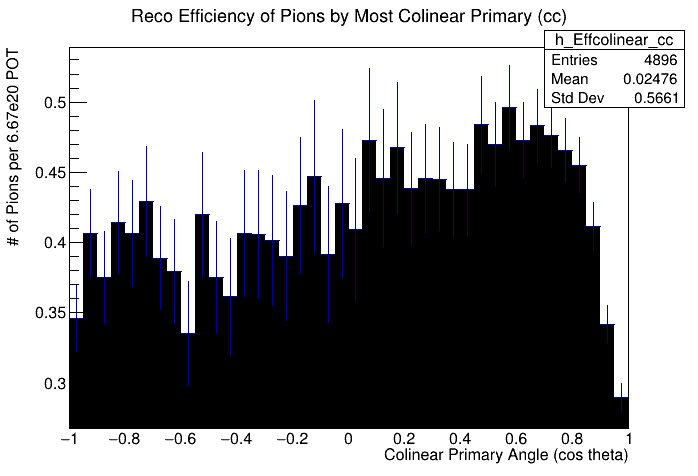 Reco Efficiency of Pions by Most Colinear Primary (cc)
h_Effcolinear_cc
Entries 4896
Mean 0.02476
Std Dev 0.5661
# of Pions per 6.67e20 POT
0.5
0.45
0.4
0.35
0.3
−1 −0.8 −0.6 −0.4 −0.2 0 0.2 0.4 0.6 0.8 1
Colinear Primary Angle (cos theta)